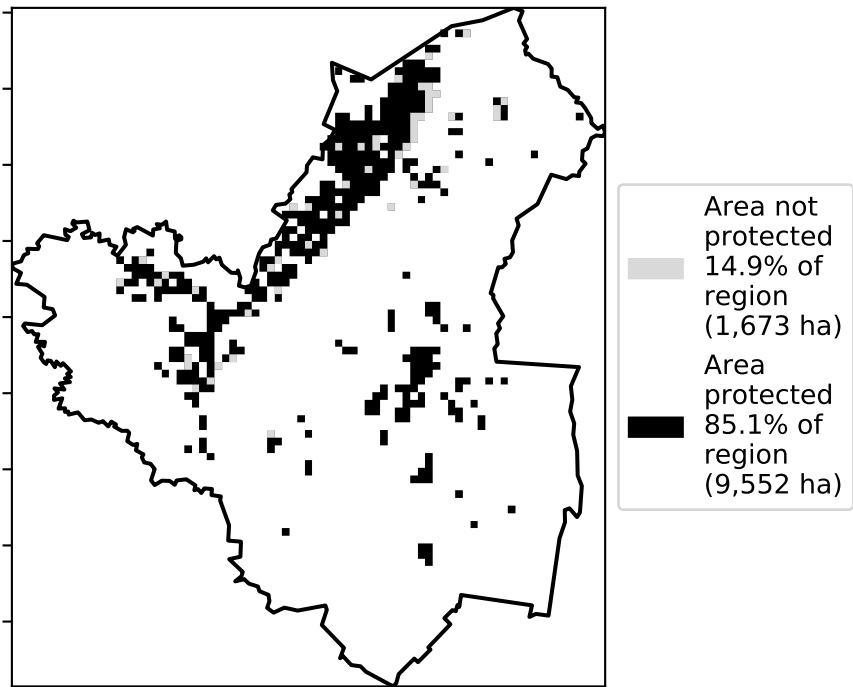 Area not
protected
14.9% of
region
(1,673 ha)
Area
protected
85.1% of
region
(9,552 ha)